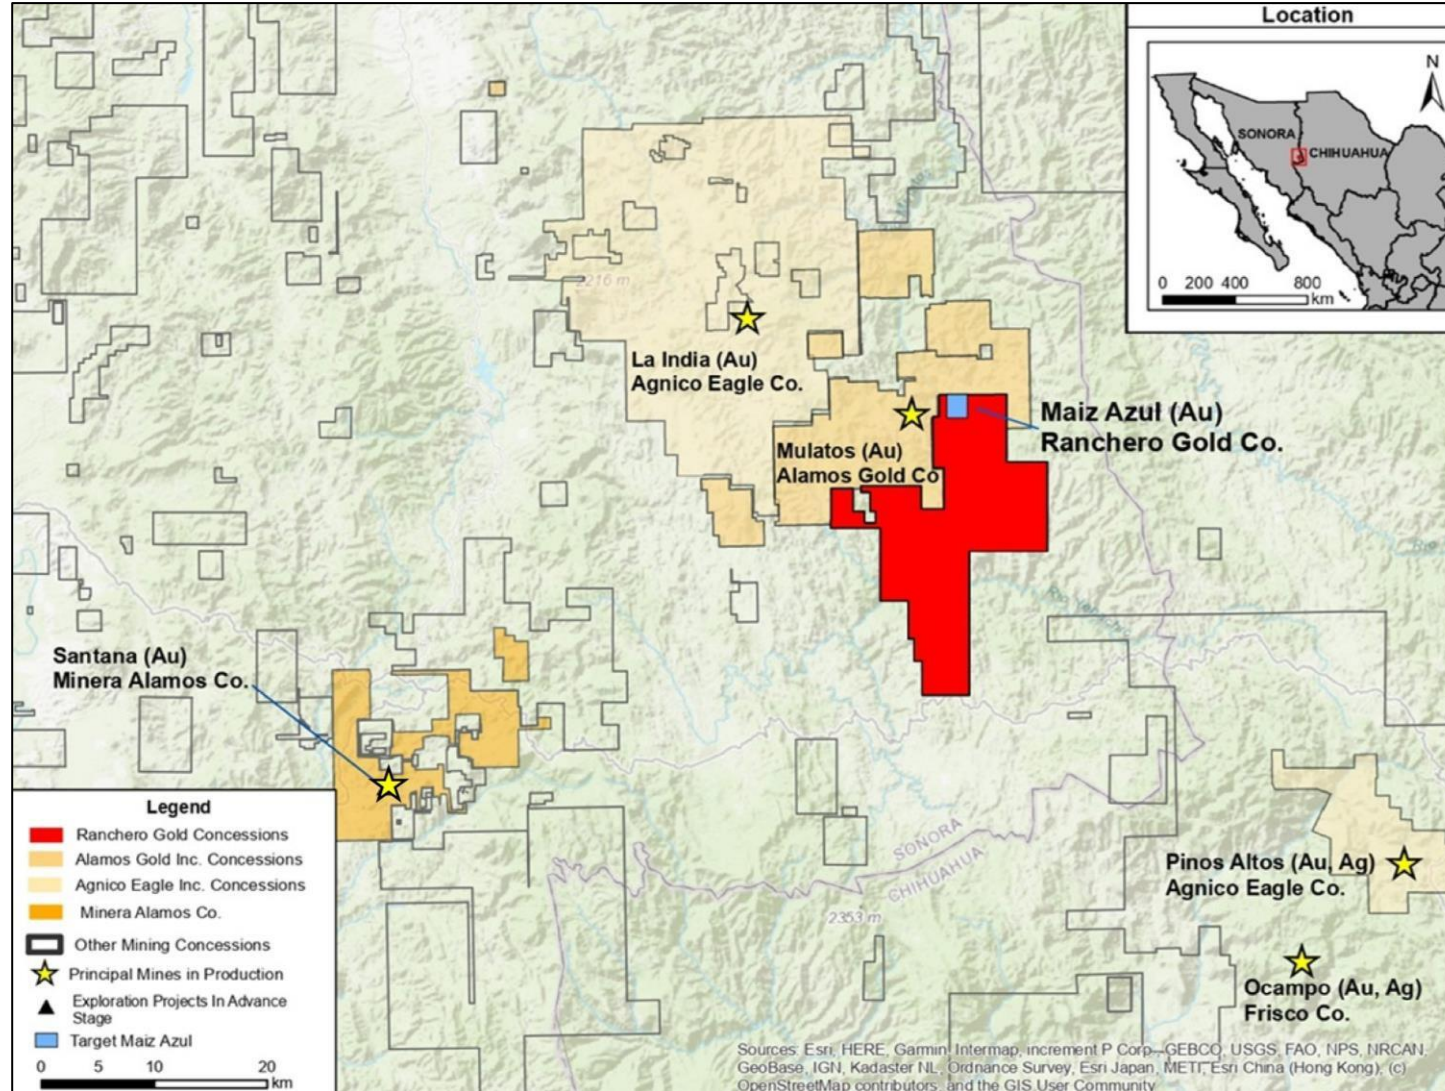 Location
N
SONORA
CHIHUAHUA
0 200 400 800
km
2216 m
La India (Au)
Agnico Eagle Co.
Maiz Azul (Au)
Ranchero Gold Co.
Mulatos (Au)
Alamos Gold Co
Santana (Au)
Minera Alamos Co.
SONORA
CHIHUAHUA
2353 m
Pinos Altos (Au, Ag)
Agnico Eagle Co.
Ocampo (Au, Ag)
Frisco Co.
Legend
Ranchero Gold Concessions
Alamos Gold Inc. Concessions
Agnico Eagle Inc. Concessions
Minera Alamos Co.
Other Mining Concessions
Principal Mines in Production
Exploration Projects In Advance
Stage
Target Maiz Azul
0 10 20
km
Sources: Esri, HERE, Garmin, Intermap, increment P Corp., GEBCO, USGS, FAO, NPS, NRCAN,
GeoBase, IGN, Kadaster NL, Ordnance Survey, Esri Japan, METI, Esri China (Hong Kong), (c)
OpenStreetMap contributors, and the GIS User Community